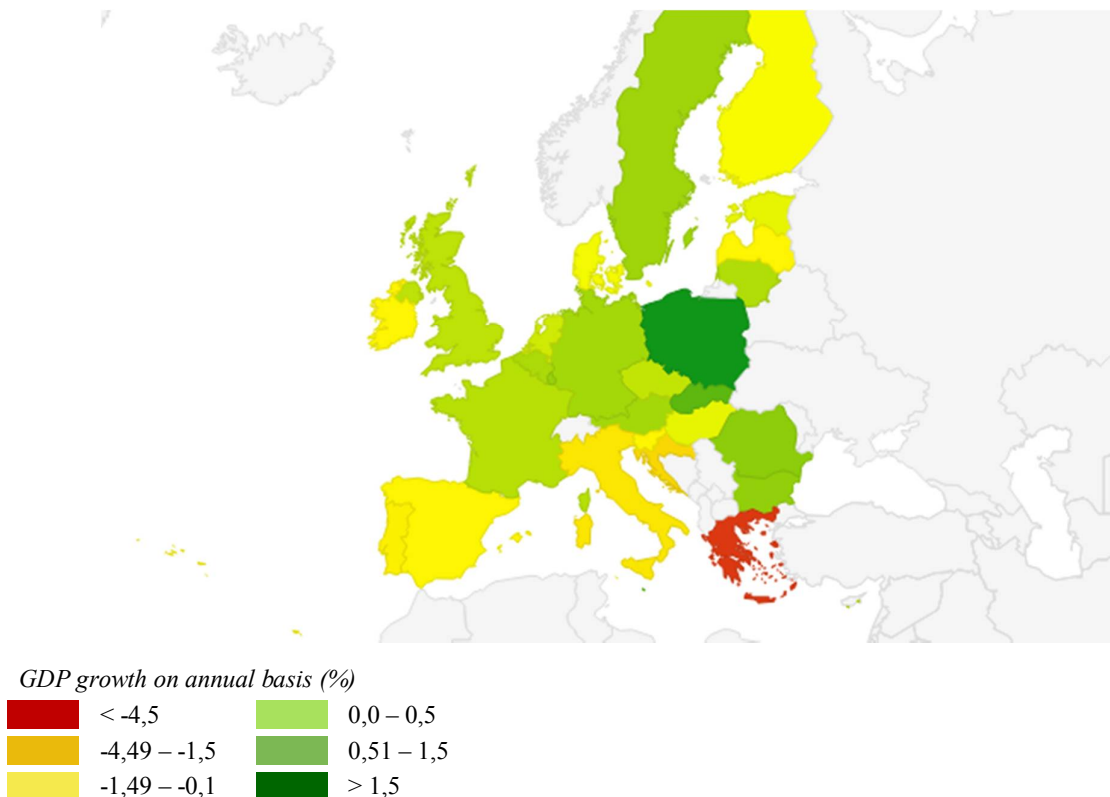 GDP growth on annual basis (%)
< -4,5
-4,49 – -1,5
-1,49 – -0,1
0,0 – 0,5
0,51 – 1,5
> 1,5